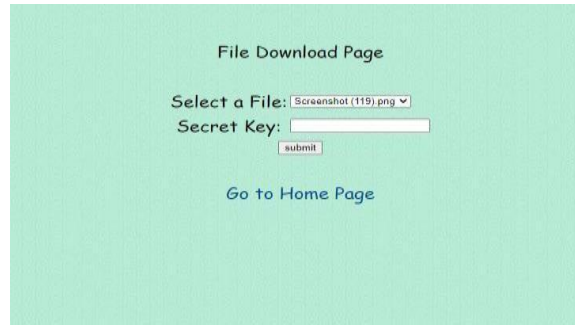 File Download Page
Select a File: Screenshot (119).png
Secret Key:
submit
Go to Home Page